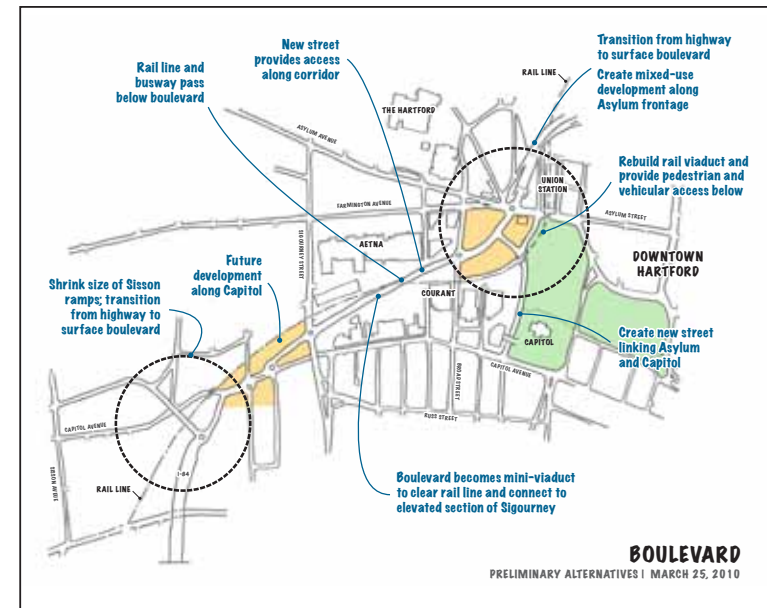 New street
provides access
along corridor
Transition from highway
to surface boulevard
Create mixed-use
development along
Asylum frontage
Rail line and
busway pass
below boulevard
RAIL LINE
THE HARTFORD
ASYLUM AVENUE
Rebuild rail viaduct and
provide pedestrian and
vehicular access below
UNION
STATION
FARMINGTON AVENUE
ASYLUM STREET
SIGOURNEY STREET
AETNA
DOWNTOWN
HARTFORD
Future
development
along Capitol
Shrink size of Sisson
ramps; transition
from highway to
surface boulevard
COURANT
CAPITOL
Create new street
linking Asylum
and Capitol
BROAD STREET
CAPITOL AVENUE
RUSS STREET
CAPITOL AVENUE
SISSON AVENUE
I-84
RAIL LINE
Boulevard becomes mini-viaduct
to clear rail line and connect to
elevated section of Sigourney
BOULEVARD
PRELIMINARY ALTERNATIVES | MARCH 25, 2010